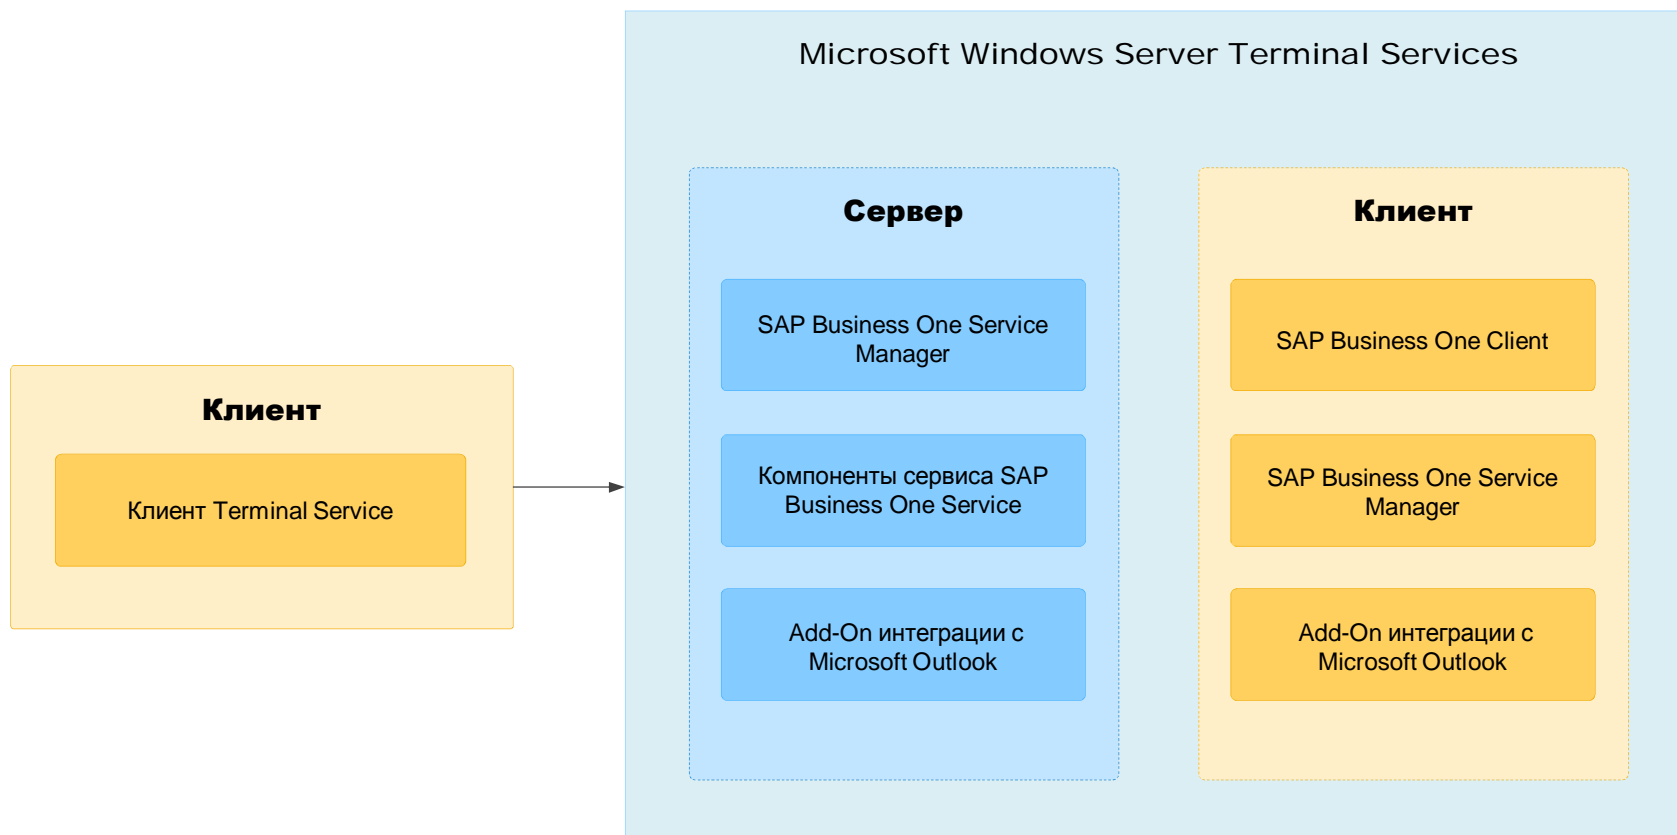 Microsoft Windows Server Terminal Services
Клиент
Клиент Terminal Service
Сервер
SAP Business One Service
Manager
Компоненты сервиса SAP
Business One Service
Add-On интеграции с
Microsoft Outlook
Клиент
SAP Business One Client
SAP Business One Service
Manager
Add-On интеграции с
Microsoft Outlook